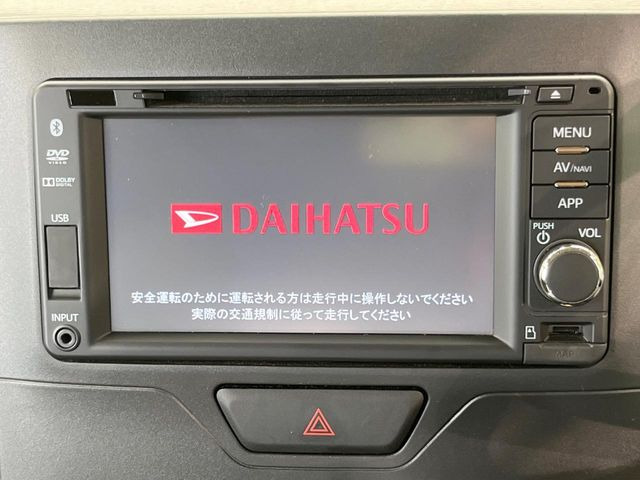 MENU
DVD
VIDEO
AV/NAVI
DOLBY
DIGITAL
APP
USB
DAIHATSU
PUSH
VOL
安全運転のために運転される方は走行中に操作しないでください
INPUT
実際の交通規制に従って走行してください
MAP